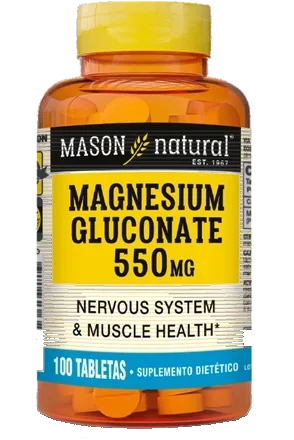 MASON natural
EST. 1967
MAGNESIUM
GLUCONATE
550MG
NERVOUS SYSTEM
& MUSCLE HEALTH*
100 TABLETAS • SUPLEMENTO DIETÉTICO